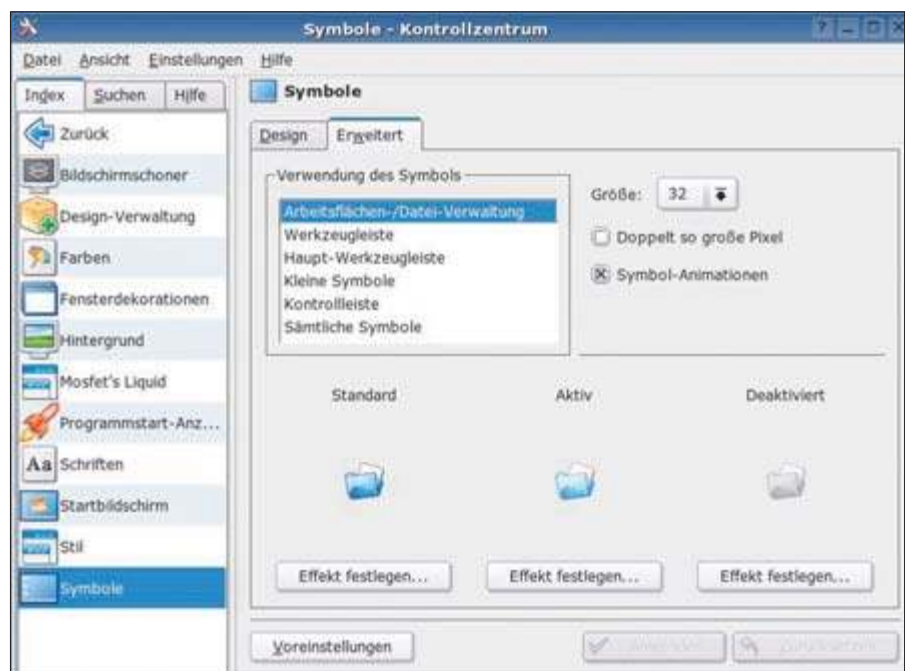 Symbole - Kontrollzentrum
Datei Ansicht Einstellungen Hilfe
Index Suchen Hilfe
Zurück
Bildschirmschoner
Design-Verwaltung
Farben
Fensterdekorationen
Hintergrund
Mosfet's Liquid
Programmstart-Anz...
Aa Schriften
Startbildschirm
Stil
Symbole
Symbole
Design Erweitert
Verwendung des Symbols
Arbeitsflächen-/Datei-Verwaltung
Werkzeugleiste
Haupt-Werkzeugleiste
Kleine Symbole
Kontrollleiste
Sämtliche Symbole
Größe: 32
Doppelt so große Pixel
Symbol-Animationen
Standard Aktiv Deaktiviert
Effekt festlegen... Effekt festlegen... Effekt festlegen...
Voreinstellungen